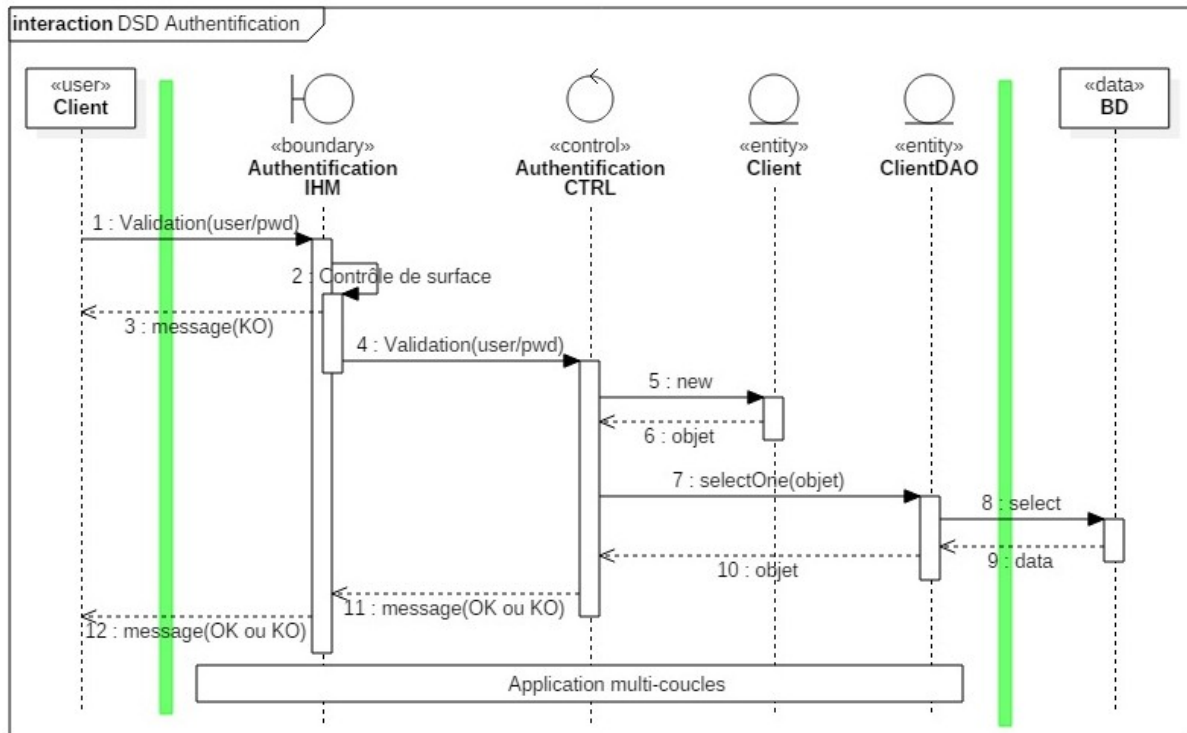 interaction DSD Authentification
«user»
Client
«boundary»
Authentification
IHM
«control»
Authentification
CTRL
«entity»
Client
«entity»
ClientDAO
«data»
BD
1 : Validation(user/pwd)
2 : Contrôle de surface
3 : message(KO)
4 : Validation(user/pwd)
5 : new
6 : objet
7 : selectOne(objet)
8 : select
9 : data
10 : objet
11 : message(OK ou KO)
12 : message(OK ou KO)
Application multi-coucles